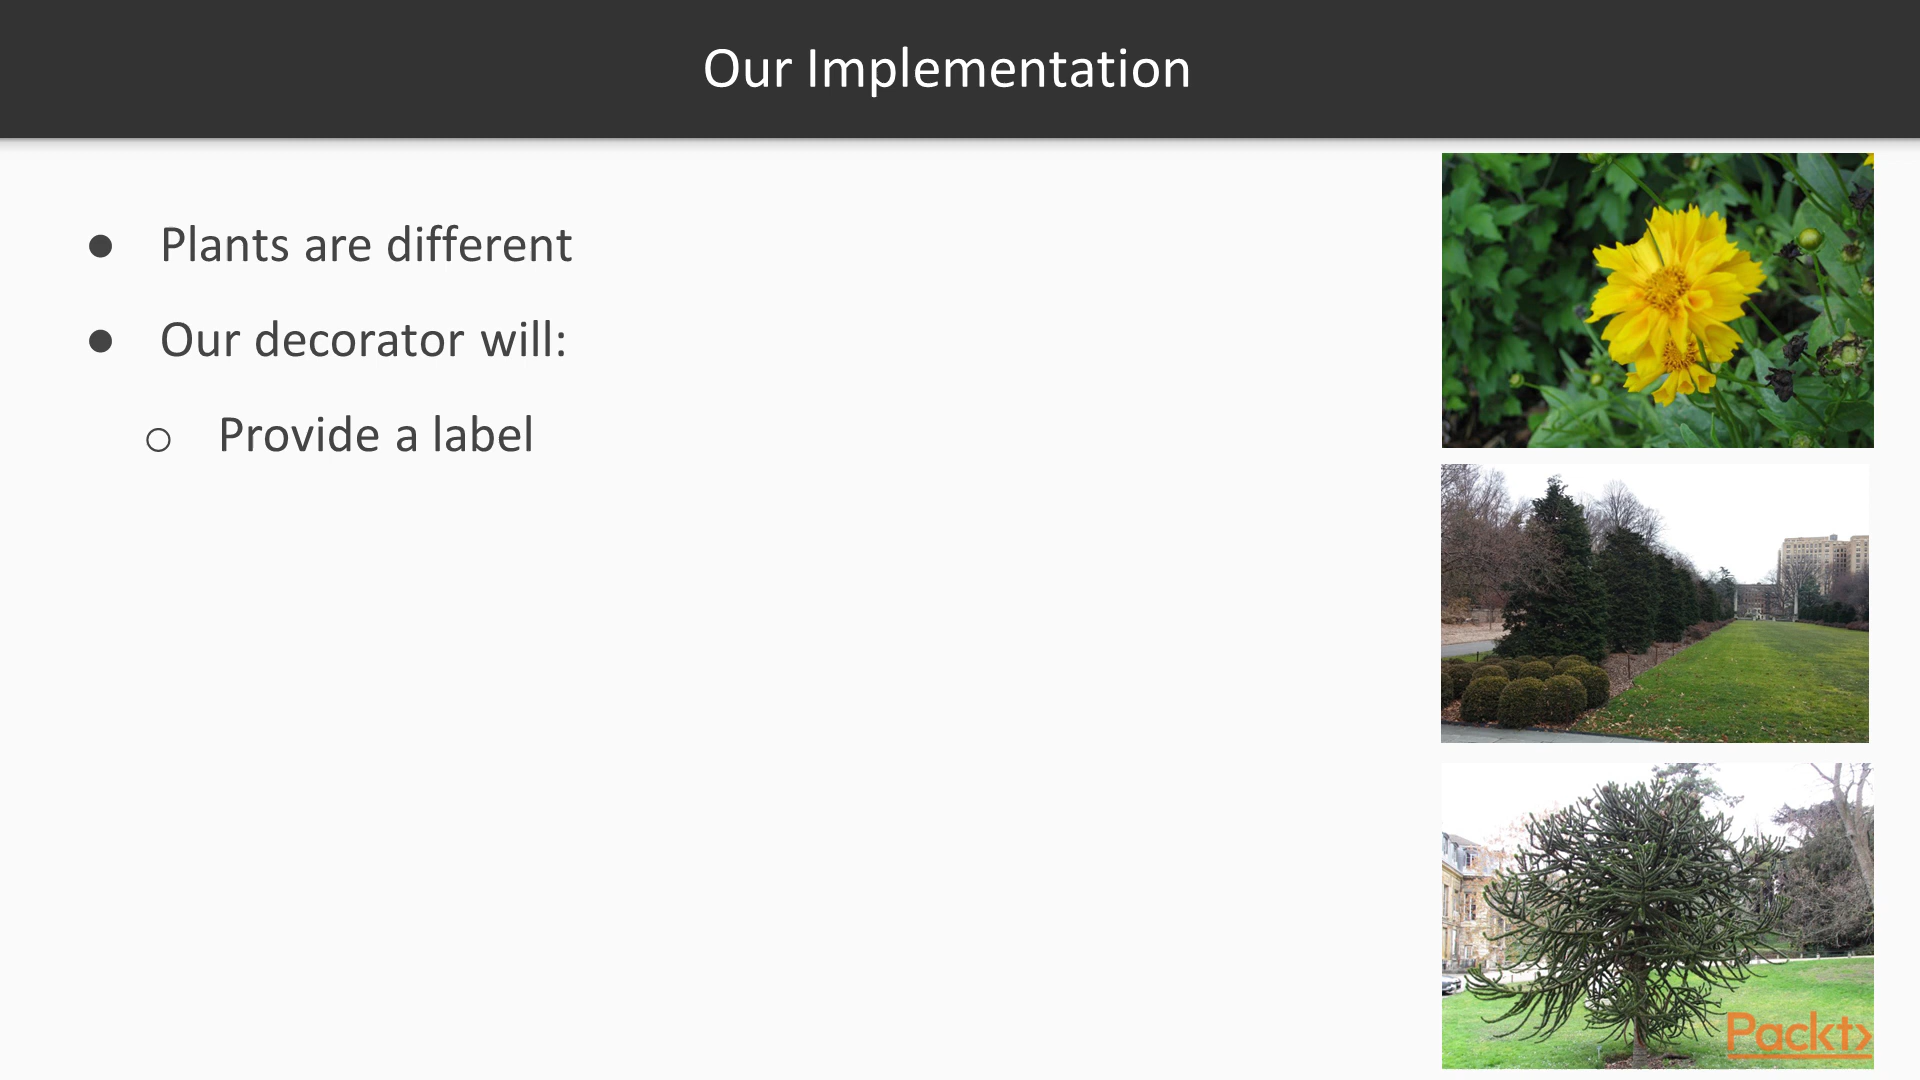 Our Implementation
● Plants are different
● Our decorator will:
○ Provide a label
Packt>